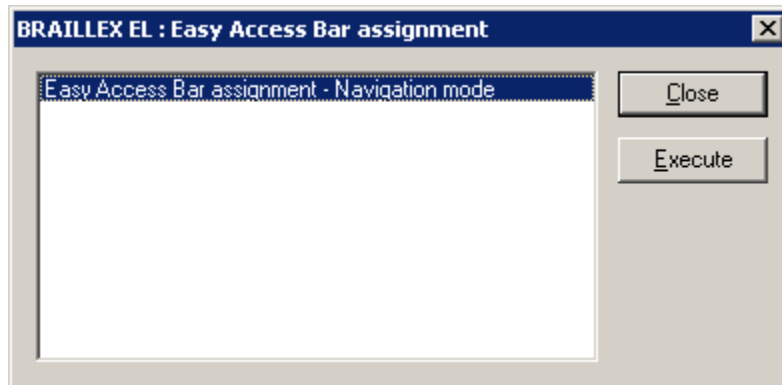 BRAILLEX EL : Easy Access Bar assignment
Easy Access Bar assignment - Navigation mode
Close
Execute